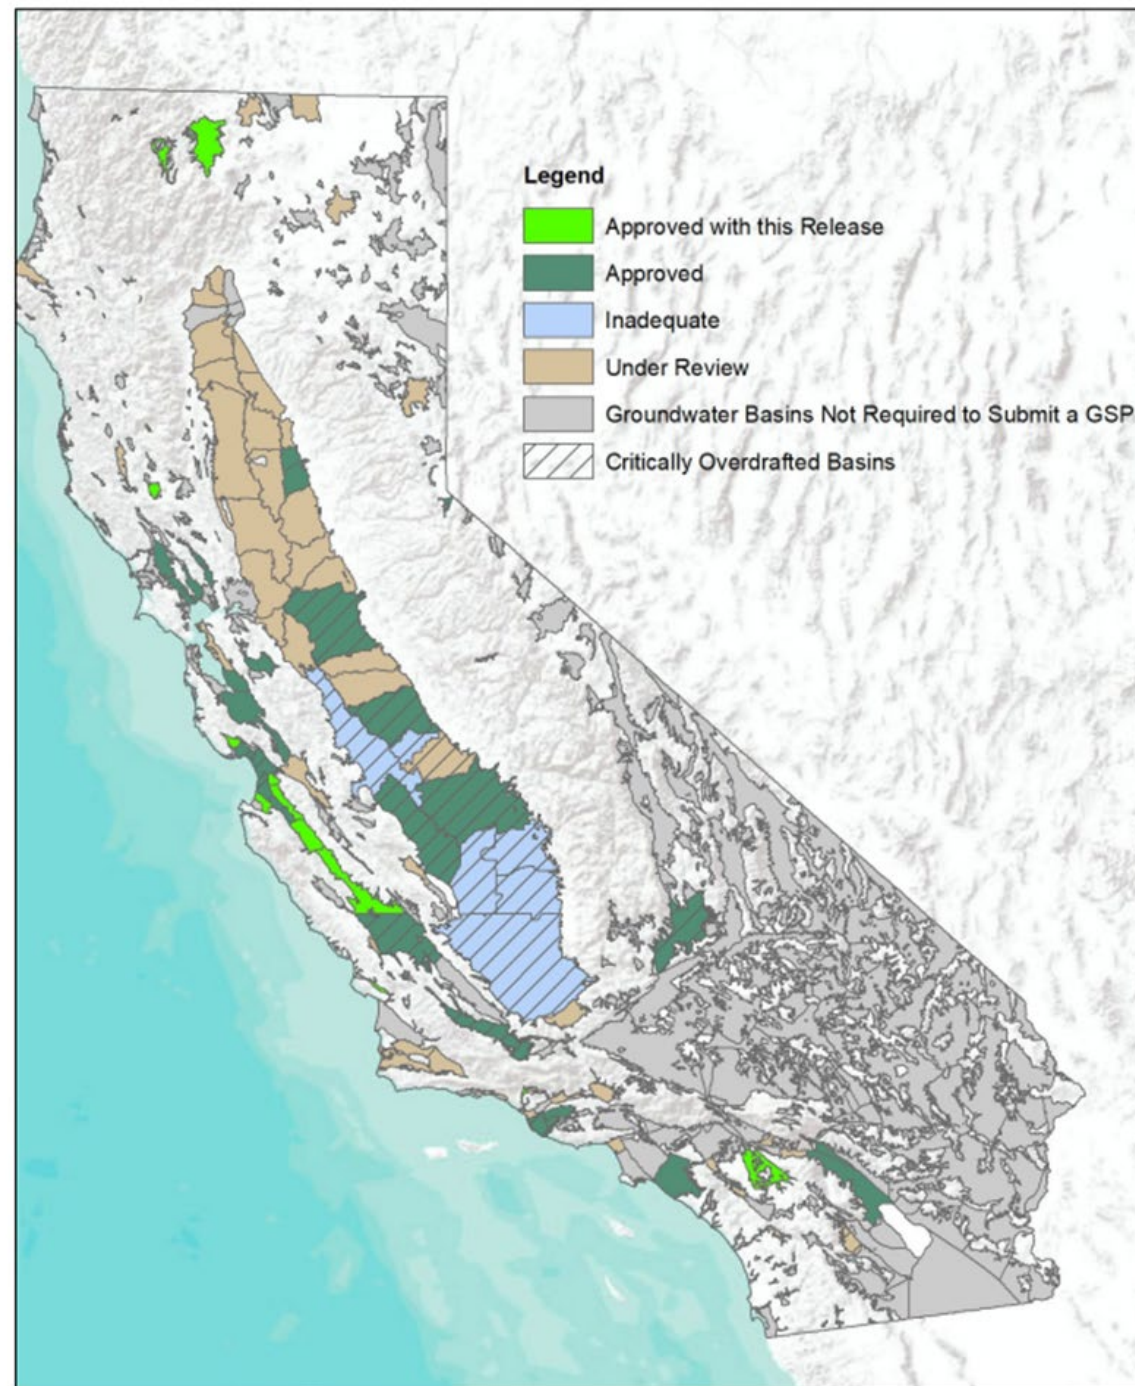 Legend
Approved with this Release
Approved
Inadequate
Under Review
Groundwater Basins Not Required to Submit a GSP
Critically Overdrafted Basins